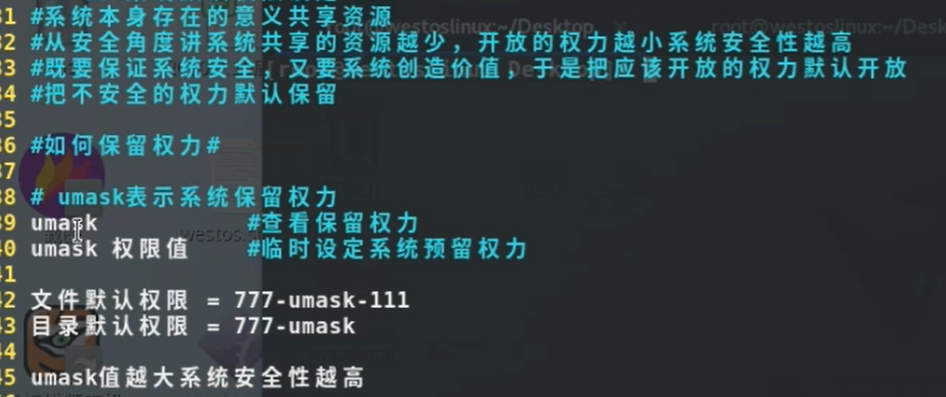 31 #系统本身存在的意义共享资源
32 #从安全角度讲系统共享的资源越少，开放的权力越小系统安全性越高
33 #既要保证系统安全，又要系统创造价值，于是把应该开放的权力默认开放
34 #把不安全的权力默认保留
35
36 #如何保留权力#
37
38 # umask表示系统保留权力
39 umask #查看保留权力
40 umask 权限值 #临时设定系统预留权力
41
42 文件默认权限 = 777-umask-111
43 目录默认权限 = 777-umask
44
45 umask值越大系统安全性越高